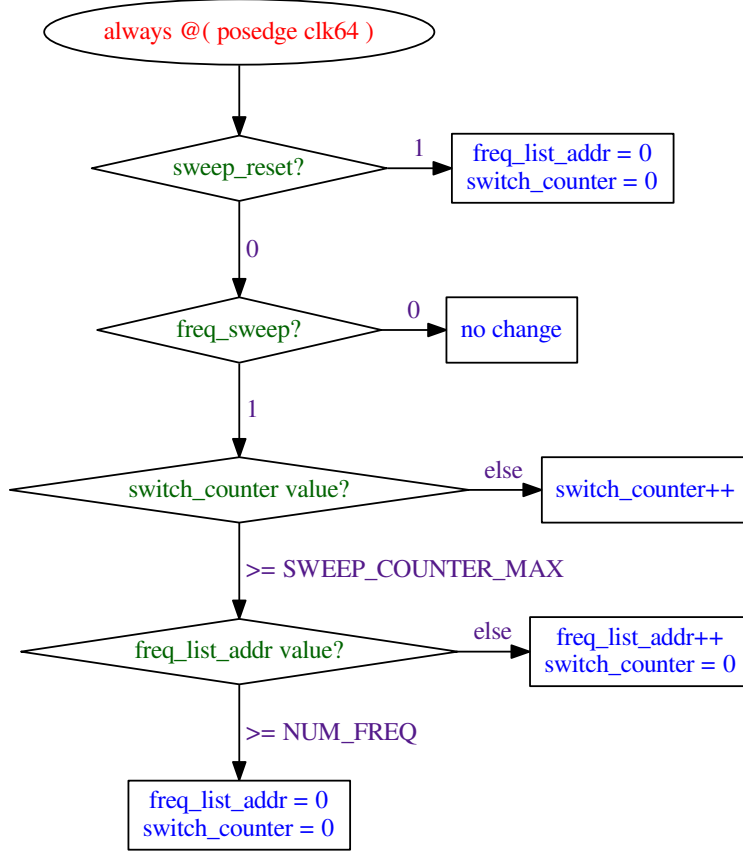 always @( posedge clk64 )
sweep_reset?
1
freq_list_addr = 0
switch_counter = 0
0
freq_sweep?
0
no change
1
switch_counter value?
else
switch_counter++
>= SWEEP_COUNTER_MAX
freq_list_addr value?
else
freq_list_addr++
switch_counter = 0
>= NUM_FREQ
freq_list_addr = 0
switch_counter = 0